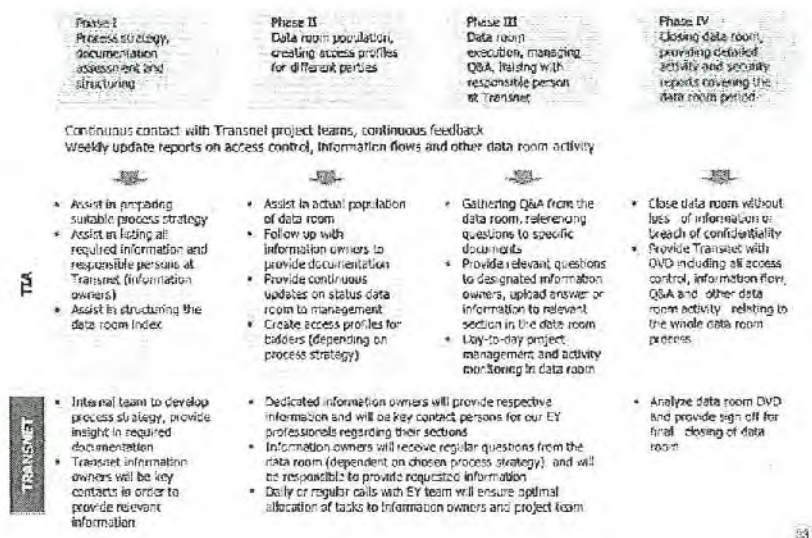 Phase I
Process strategy,
documentation
assessment and
structuring
Phase II
Data room population,
creating access profiles
for different parties
Phase III
Data room
execution, managing
Q&A, liaising with
responsible person
at Transnet
Phase IV
Closing data room,
providing detailed
activity and security
reports covering the
data room period
Continuous contact with Transnet project teams, continuous feedback
Weekly update reports on access control, information flows and other data room activity
TIA
• Assist in preparing
suitable process strategy
• Assist in listing all
required information and
responsible persons at
Transnet (information
owners)
• Assist in structuring the
data room index
• Assist in actual population
of data room
• Follow up with
information owners to
provide documentation
• Provide continuous
updates on status data
room to management
• Create access profiles for
bidders (depending on
process strategy)
• Gathering Q&A from the
data room, referencing
questions to specific
documents
• Provide relevant questions
to designated information
owners, upload answer or
information to relevant
section in the data room
• Day-to-day project
management and activity
monitoring in data room
• Close data room without
loss of information or
breach of confidentiality
• Provide Transnet with
DVD including all access
control, information flow,
Q&A and other data
room activity relating to
the whole data room
process
TRANSNET
• Internal team to develop
process strategy, provide
insight in required
documentation
• Transnet information
owners will be key
contacts in order to
provide relevant
information
• Dedicated information owners will provide respective
information and will be key contact persons for our EY
professionals regarding their sections
• Information owners will receive regular questions from the
data room (dependent on chosen process strategy) and will
be responsible to provide requested information
• Daily or regular calls with EY team will ensure optimal
allocation of tasks to information owners and project team
• Analyze data room DVD
and provide sign off for
final closing of data
room